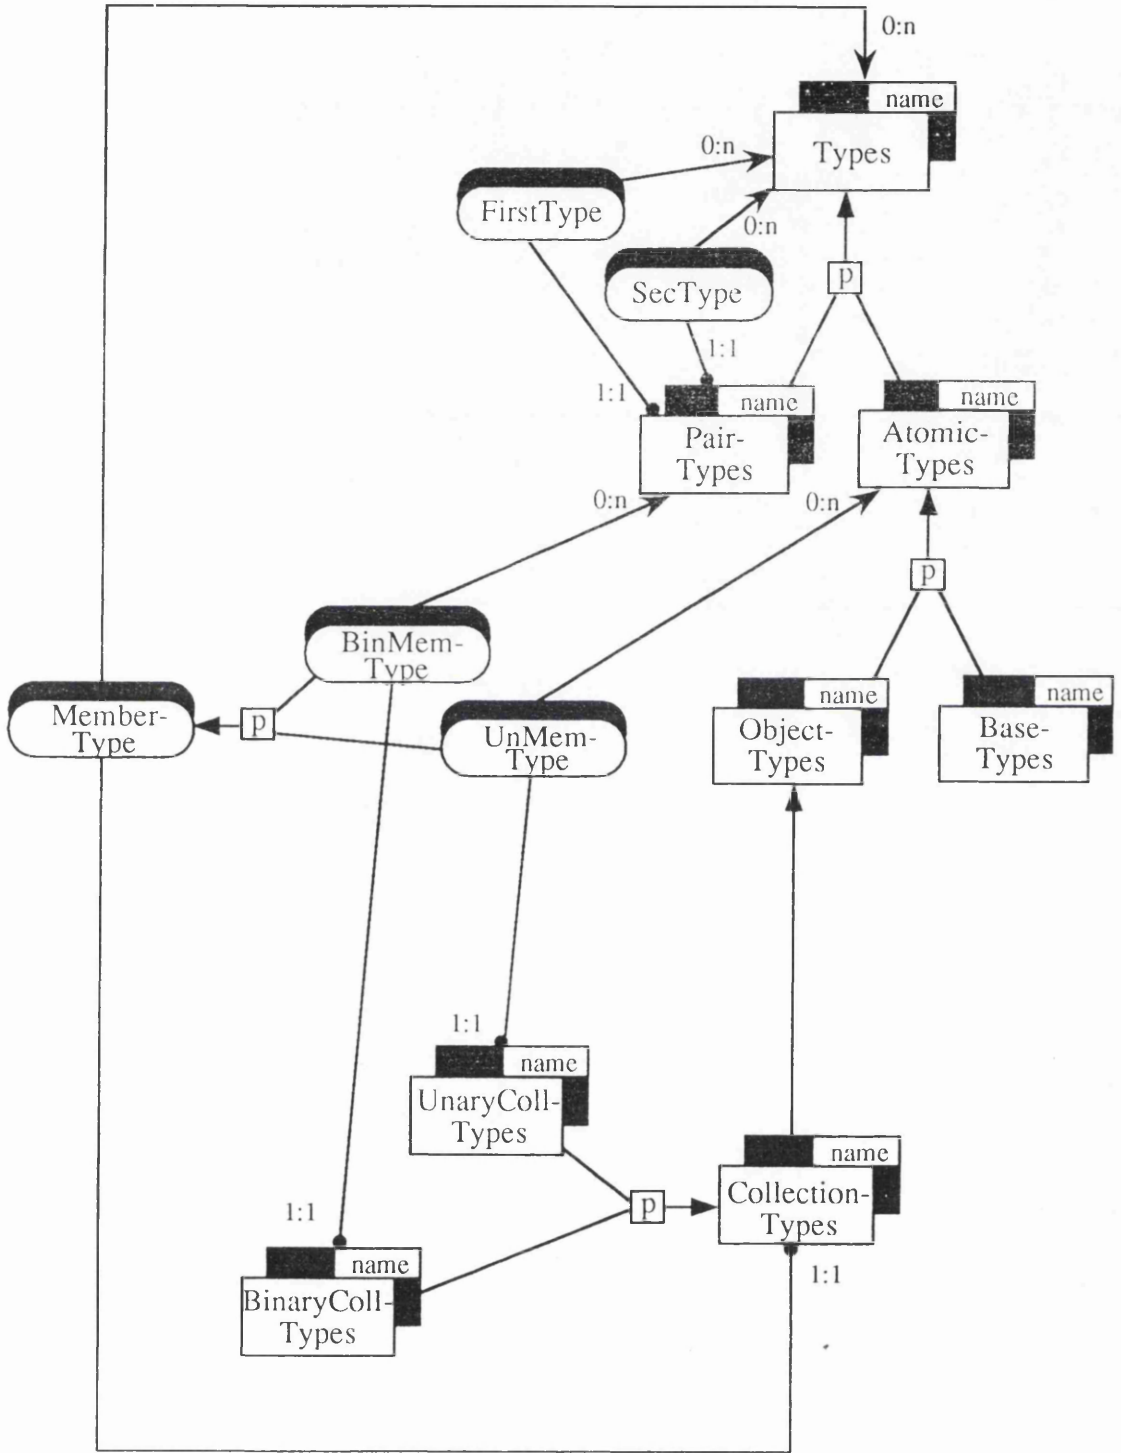 0:n
name
Types
0:n
FirstType
0:n
p
SecType
1:1
1:1
name
Pair-
Types
name
Atomic-
Types
0:n
0:n
p
BinMem-
Type
Member-
Type
p
UnMem-
Type
name
Object-
Types
name
Base-
Types
1:1
name
UnaryColl-
Types
name
Collection-
Types
p
1:1
1:1
name
BinaryColl-
Types